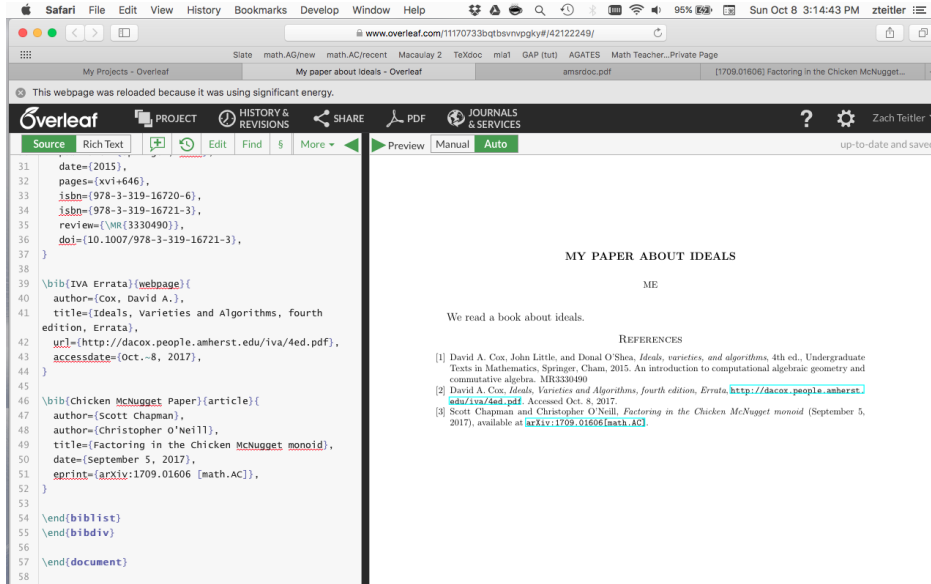 Safari File Edit View History Bookmarks Develop Window Help 95% Sun Oct 8 3:14:43 PM zteitler
www.overleaf.com/11170733bqtbsvnvpgky#/42122249/
Slate math.AG/new math.AC/recent Macaulay 2 TeXdoc mla1 GAP (tut) AGATES Math Teacher...Private Page
My Projects - Overleaf My paper about Ideals - Overleaf amsrdoc.pdf [1709.01606] Factoring in the Chicken McNugget...
This webpage was reloaded because it was using significant energy.
Overleaf PROJECT HISTORY & REVISIONS SHARE PDF JOURNALS & SERVICES ? Zach Teitler
Source Rich Text Edit Find § More Preview Manual Auto up-to-date and saved
31 date={2015},
32 pages={xvi+646},
33 isbn={978-3-319-16720-6},
34 isbn={978-3-319-16721-3},
35 review={\MR{3330490}},
36 doi={10.1007/978-3-319-16721-3},
37 }
38
39 \bib{IVA Errata}{webpage}{
40 author={Cox, David A.},
41 title={Ideals, Varieties and Algorithms, fourth
edition, Errata},
42 url={http://dacox.people.amherst.edu/iva/4ed.pdf},
43 accessdate={Oct.~8, 2017},
44 }
45
46 \bib{Chicken McNugget Paper}{article}{
47 author={Scott Chapman},
48 author={Christopher O'Neill},
49 title={Factoring in the Chicken McNugget monoid},
50 date={September 5, 2017},
51 eprint={arXiv:1709.01606 [math.AC]},
52 }
53
54 \end{biblist}
55 \end{bibdiv}
56
57 \end{document}
58
MY PAPER ABOUT IDEALS
ME
We read a book about ideals.
References
[1] David A. Cox, John Little, and Donal O'Shea, Ideals, varieties, and algorithms, 4th ed., Undergraduate
Texts in Mathematics, Springer, Cham, 2015. An introduction to computational algebraic geometry and
commutative algebra. MR3330490
[2] David A. Cox, Ideals, Varieties and Algorithms, fourth edition, Errata, http://dacox.people.amherst.
edu/iva/4ed.pdf. Accessed Oct. 8, 2017.
[3] Scott Chapman and Christopher O'Neill, Factoring in the Chicken McNugget monoid (September 5,
2017), available at arXiv:1709.01606[math.AC].